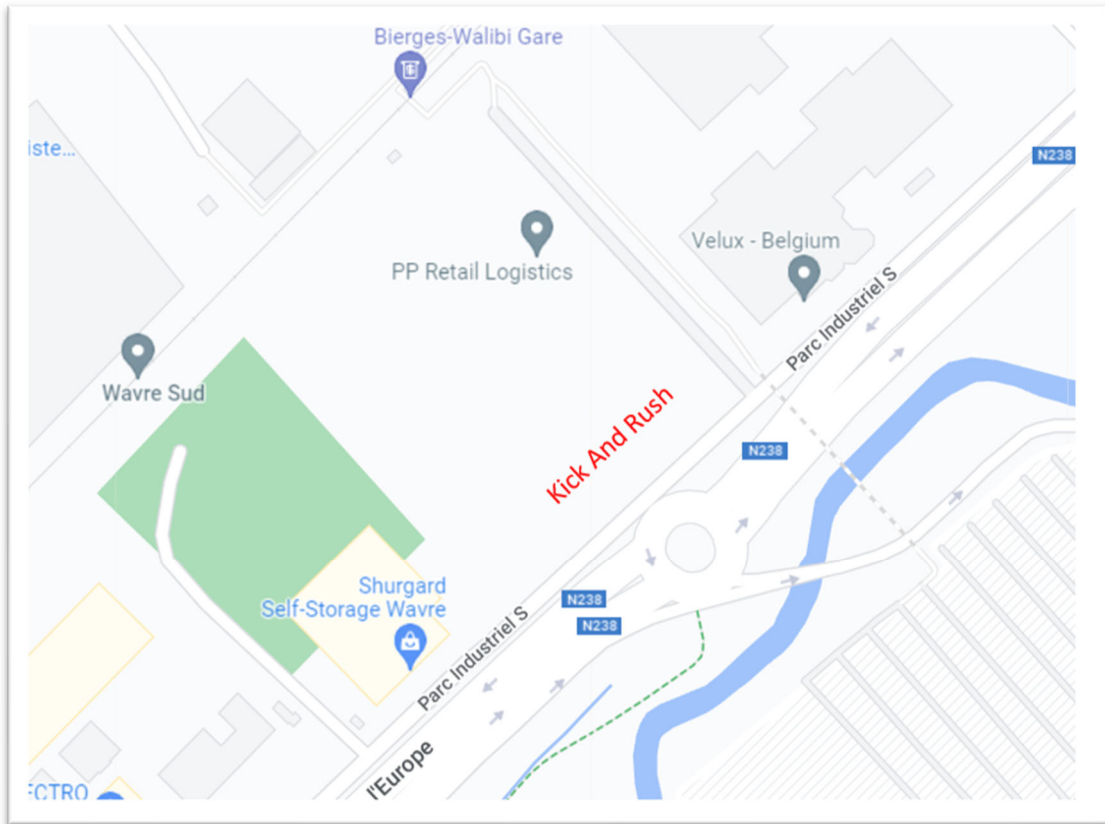 Bierges-Walibi Gare
iste...
N238
Velux - Belgium
PP Retail Logistics
Parc Industriel S
Wavre Sud
Kick And Rush
N238
Shurgard
Self-Storage Wavre
N238
N238
Parc Industriel S
l'Europe
ECTRO